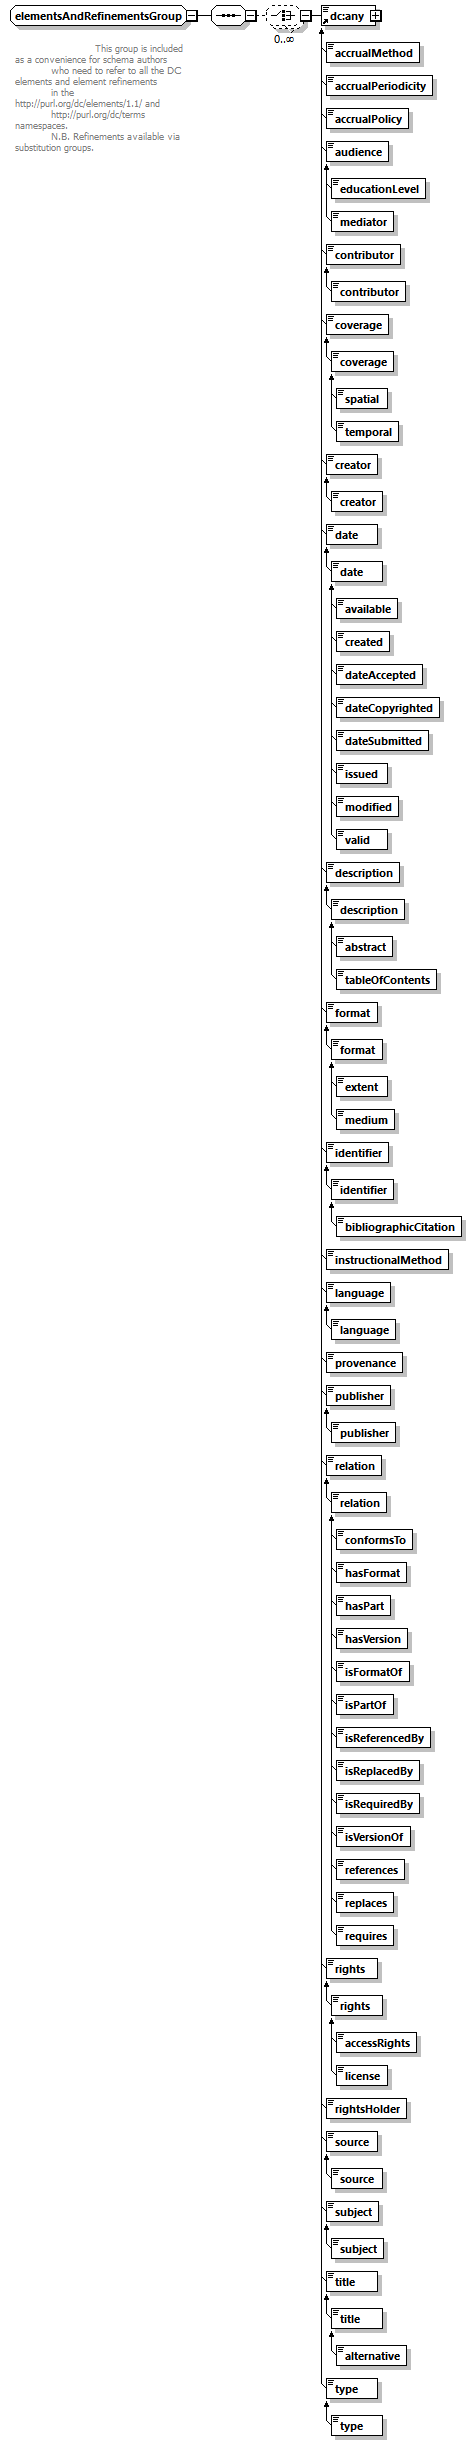 elementsAndRefinementsGroup
dc:any
0..∞
This group is included
as a convenience for schema authors
who need to refer to all the DC
elements and element refinements
in the
http://purl.org/dc/elements/1.1/ and
http://purl.org/dc/terms
namespaces.
N.B. Refinements available via
substitution groups.
accrualMethod
accrualPeriodicity
accrualPolicy
audience
educationLevel
mediator
contributor
contributor
coverage
coverage
spatial
temporal
creator
creator
date
date
available
created
dateAccepted
dateCopyrighted
dateSubmitted
issued
modified
valid
description
description
abstract
tableOfContents
format
format
extent
medium
identifier
identifier
bibliographicCitation
instructionalMethod
language
language
provenance
publisher
publisher
relation
relation
conformsTo
hasFormat
hasPart
hasVersion
isFormatOf
isPartOf
isReferencedBy
isReplacedBy
isRequiredBy
isVersionOf
references
replaces
requires
rights
rights
accessRights
license
rightsHolder
source
source
subject
subject
title
title
alternative
type
type